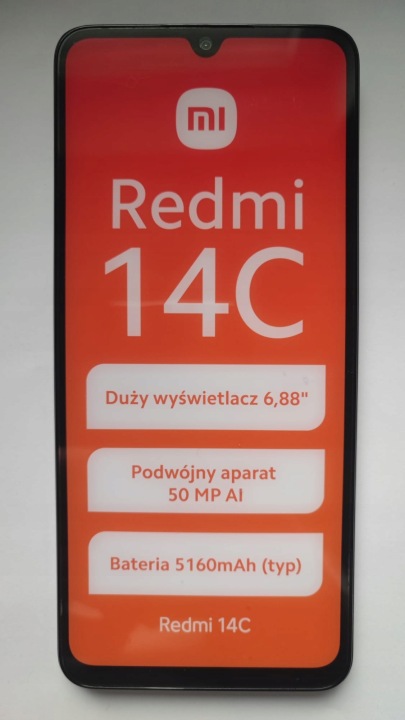 mi
Redmi
14C
Duży wyświetlacz 6,88"
Podwójny aparat
50 MP AI
Bateria 5160mAh (typ)
Redmi 14C